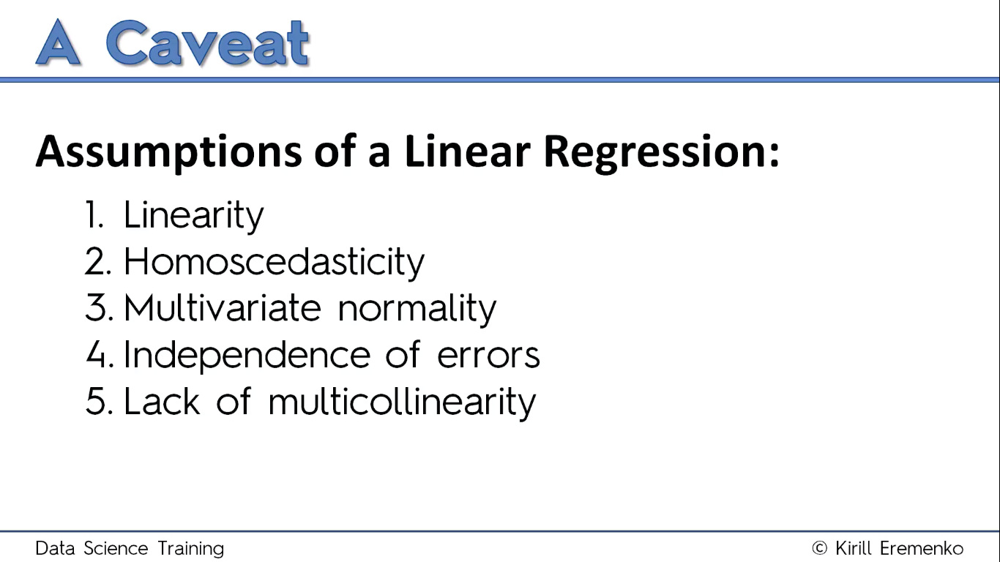 A Caveat
Assumptions of a Linear Regression:
1. Linearity
2. Homoscedasticity
3. Multivariate normality
4. Independence of errors
5. Lack of multicollinearity
Data Science Training
© Kirill Eremenko